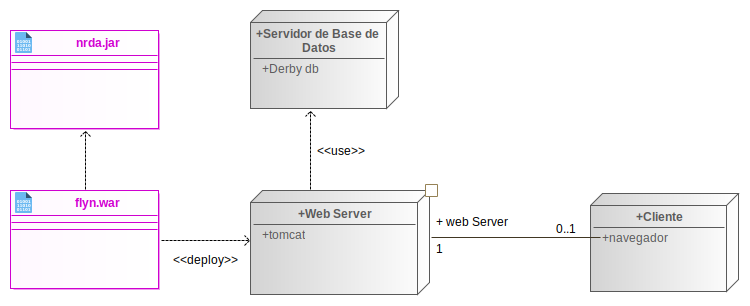 nrda.jar
+Servidor de Base de
Datos
+Derby db
<<use>>
flyn.war
<<deploy>>
+Web Server
+tomcat
+ web Server
1
0..1
+Cliente
+navegador